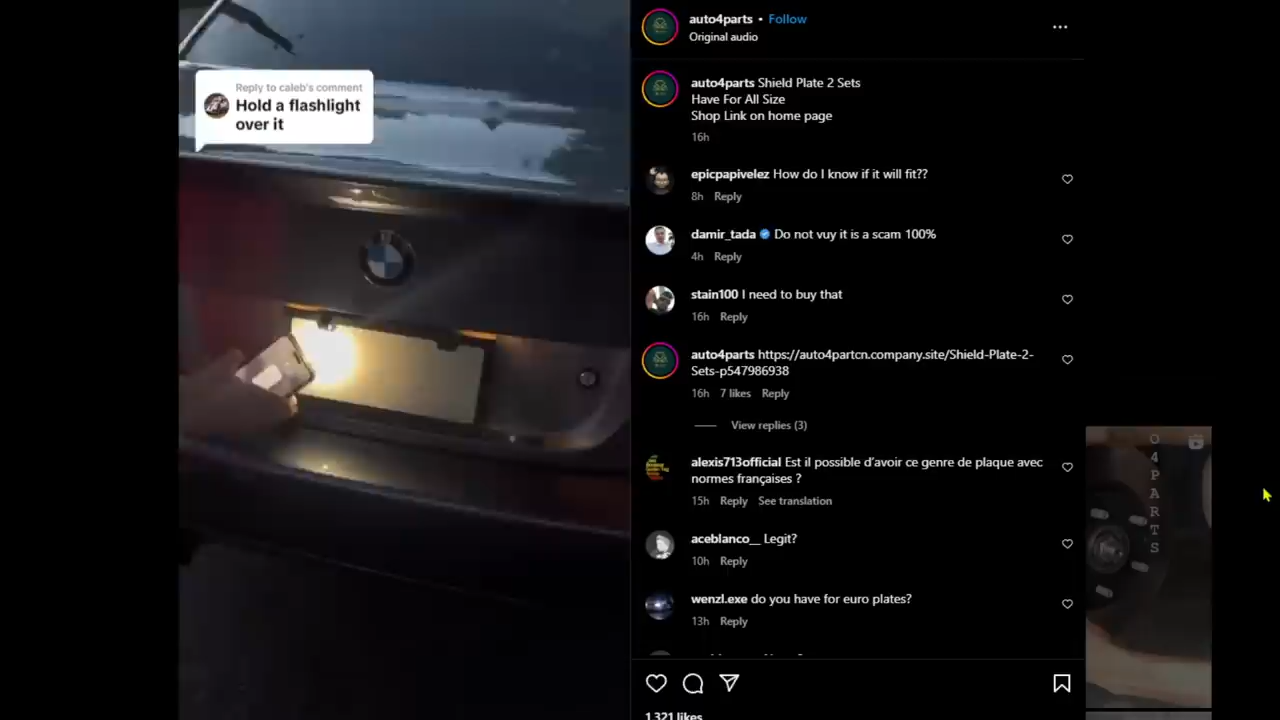 Reply to caleb's comment
Hold a flashlight
over it
auto4parts • Follow
Original audio
auto4parts Shield Plate 2 Sets
Have For All Size
Shop Link on home page
16h
epicpapivelez How do I know if it will fit??
8h Reply
damir_tada Do not vuy it is a scam 100%
4h Reply
stain100 I need to buy that
16h Reply
auto4parts https://auto4partcn.company.site/Shield-Plate-2-
Sets-p547986938
16h 7 likes Reply
View replies (3)
alexis713official Est il possible d'avoir ce genre de plaque avec
normes françaises ?
15h Reply See translation
aceblanco__ Legit?
10h Reply
wenzl.exe do you have for euro plates?
13h Reply
1,321 likes
O4PARTS